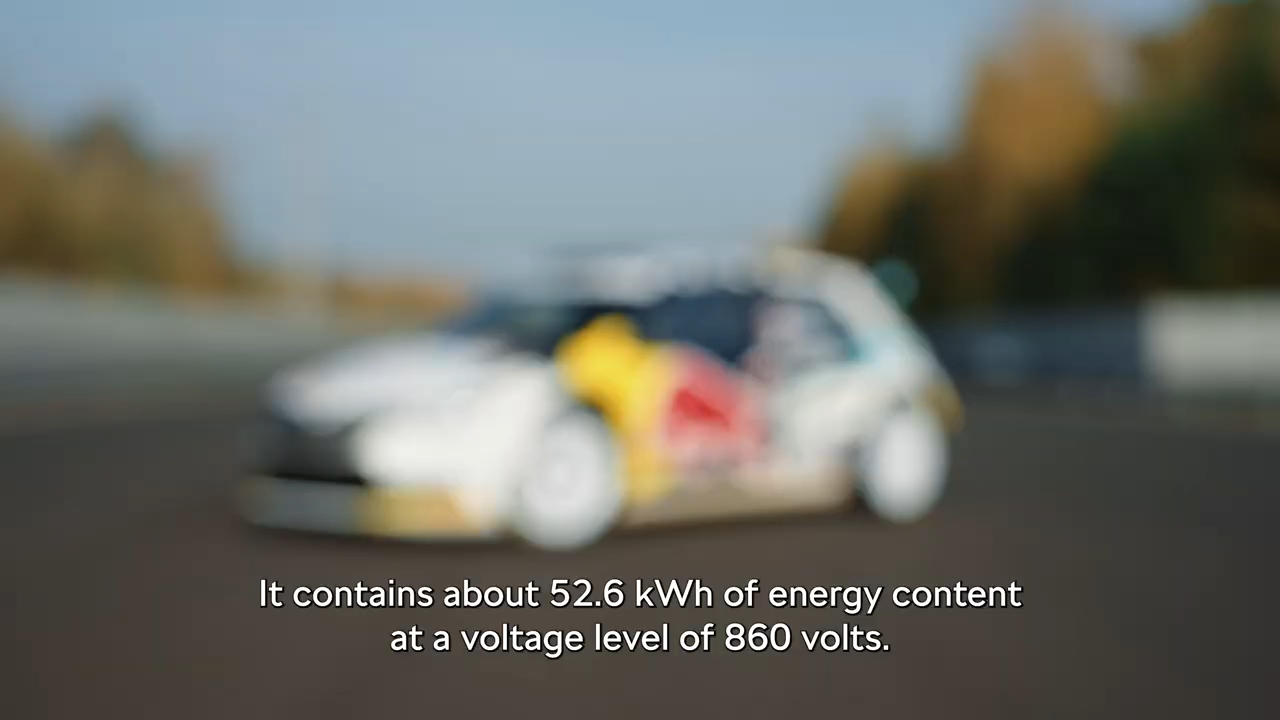 It contains about 52.6 kWh of energy content
at a voltage level of 860 volts.